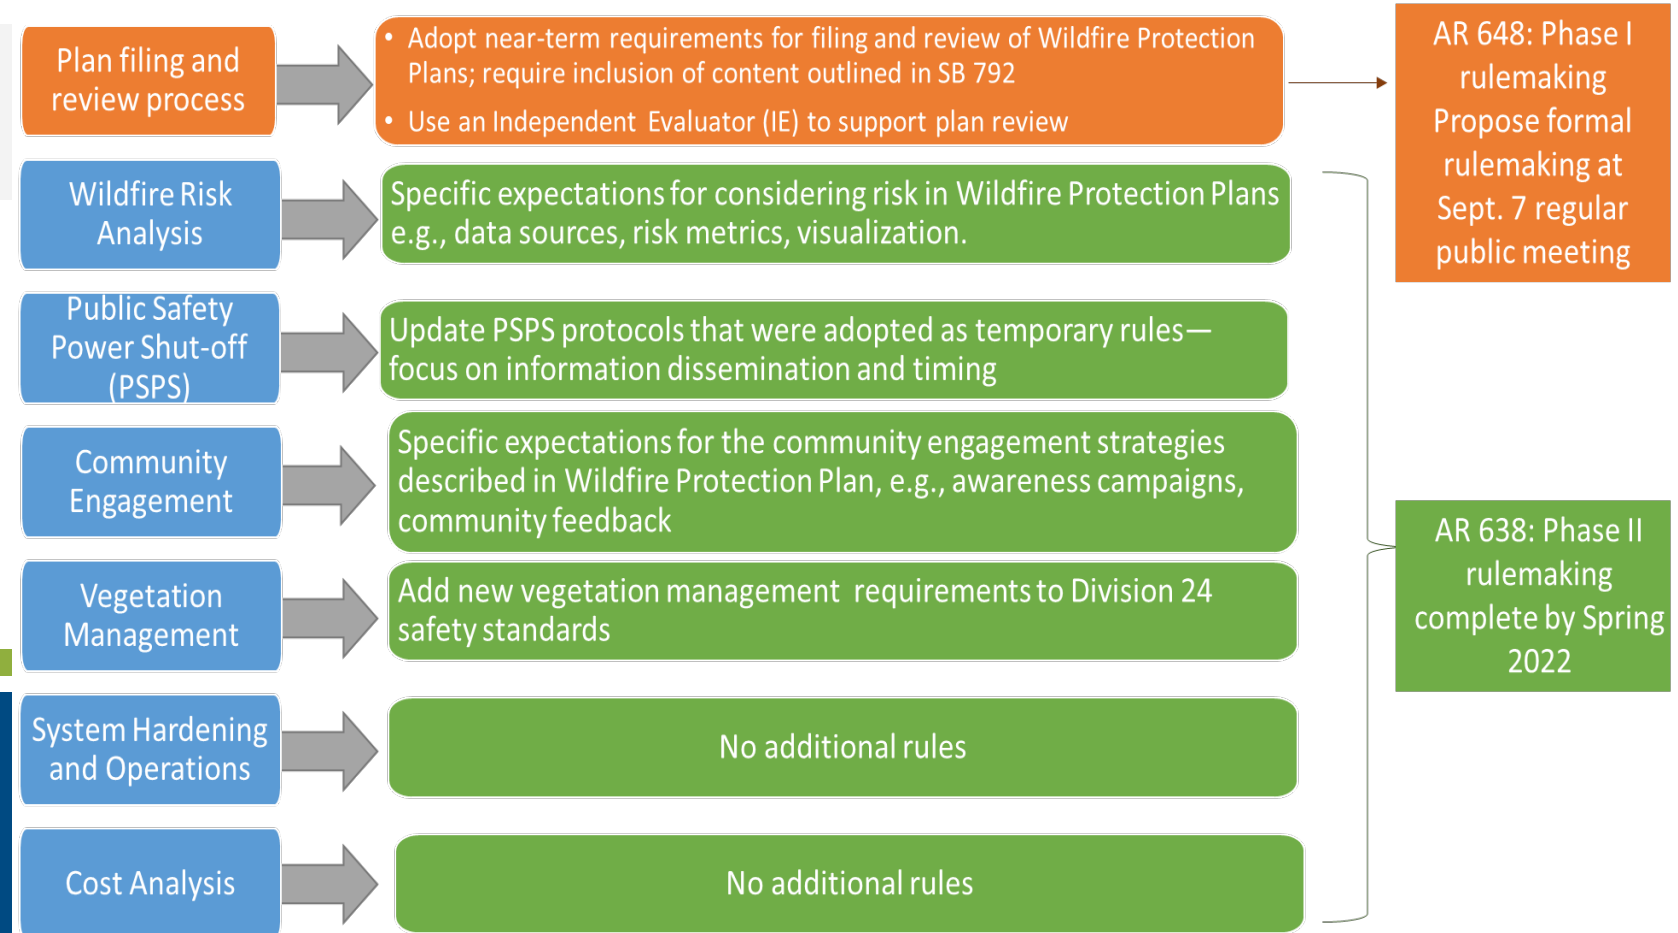 Plan filing and
review process
• Adopt near-term requirements for filing and review of Wildfire Protection
Plans; require inclusion of content outlined in SB 792
• Use an Independent Evaluator (IE) to support plan review
AR 648: Phase I
rulemaking
Propose formal
rulemaking at
Sept. 7 regular
public meeting
Wildfire Risk
Analysis
Specific expectations for considering risk in Wildfire Protection Plans
e.g., data sources, risk metrics, visualization.
Public Safety
Power Shut-off
(PSPS)
Update PSPS protocols that were adopted as temporary rules—
focus on information dissemination and timing
Community
Engagement
Specific expectations for the community engagement strategies
described in Wildfire Protection Plan, e.g., awareness campaigns,
community feedback
Vegetation
Management
Add new vegetation management requirements to Division 24
safety standards
System Hardening
and Operations
No additional rules
Cost Analysis
No additional rules
AR 638: Phase II
rulemaking
complete by Spring
2022